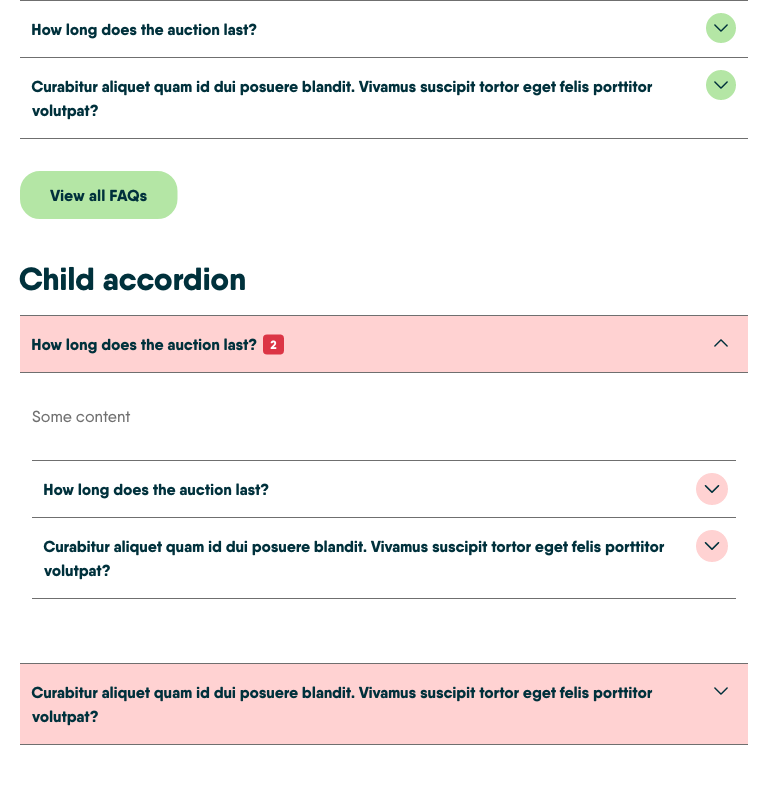 How long does the auction last?
Curabitur aliquet quam id dui posuere blandit. Vivamus suscipit tortor eget felis porttitor
volutpat?
View all FAQs
Child accordion
How long does the auction last? 2
Some content
How long does the auction last?
Curabitur aliquet quam id dui posuere blandit. Vivamus suscipit tortor eget felis porttitor
volutpat?
Curabitur aliquet quam id dui posuere blandit. Vivamus suscipit tortor eget felis porttitor
volutpat?